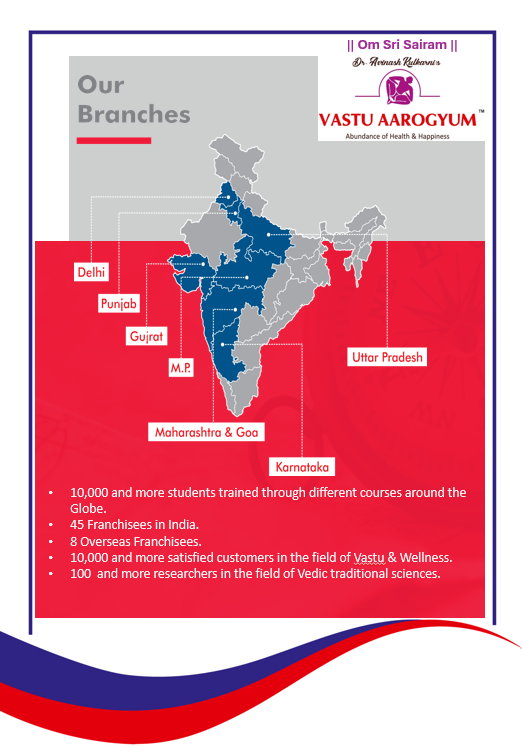 || Om Sri Sairam ||
Dr. Avinash Kulkarni's
VASTU AAROGYUM™
Abundance of Health & Happiness
Our
Branches
Delhi
Punjab
Gujrat
M.P.
Uttar Pradesh
Maharashtra & Goa
Karnataka
• 10,000 and more students trained through different courses around the
Globe.
• 45 Franchisees in India.
• 8 Overseas Franchisees.
• 10,000 and more satisfied customers in the field of Vastu & Wellness.
• 100 and more researchers in the field of Vedic traditional sciences.